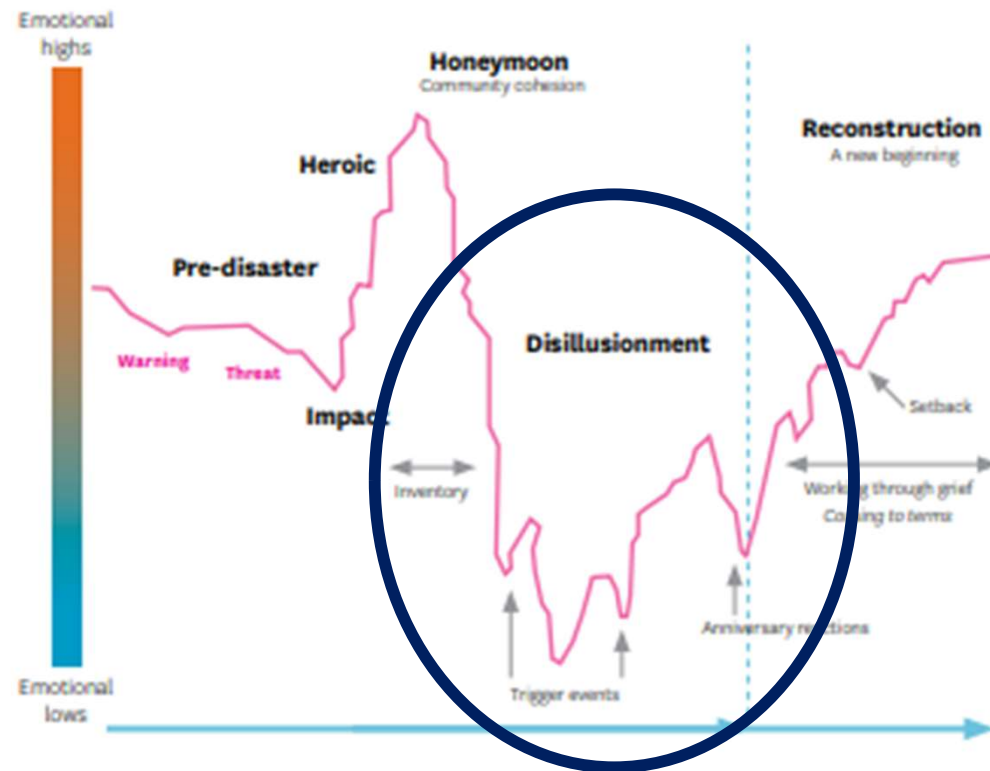 Emotional
highs
Honeymoon
Community cohesion
Reconstruction
A new beginning
Heroic
Pre-disaster
Disillusionment
Warning
Threat
Impact
Setback
Inventory
Working through grief
Coming to terms
Anniversary reactions
Trigger events
Emotional
lows